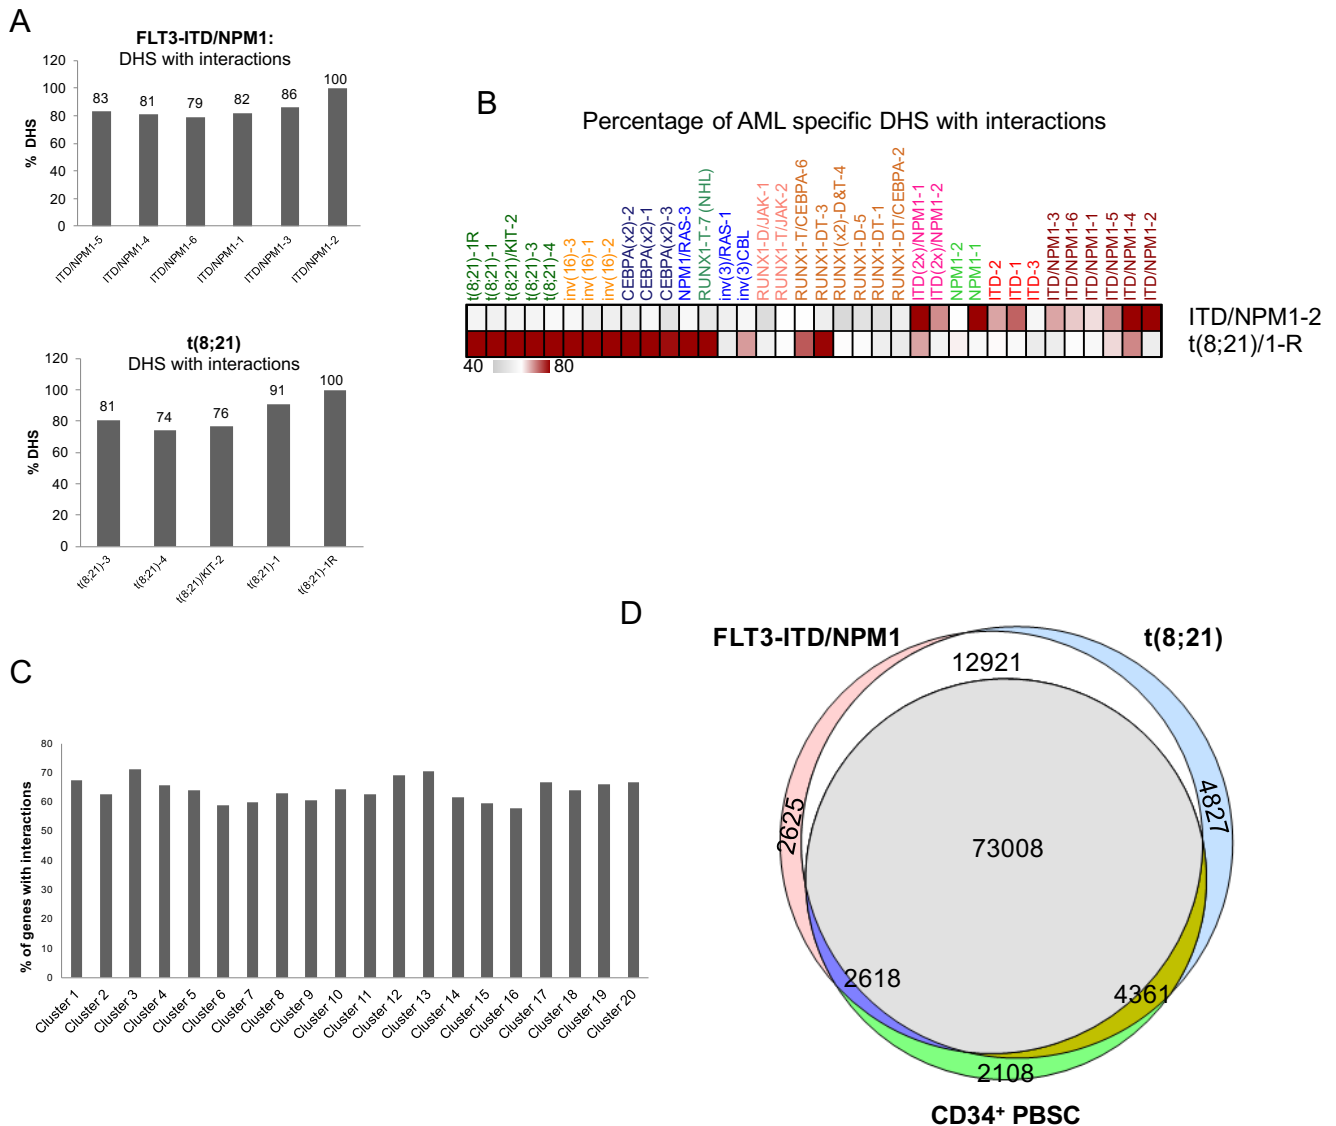 A
FLT3-ITD/NPM1:
DHS with interactions
% DHS
120
100
80
60
40
20
0
83
81
79
82
86
100
ITD/NPM1-5
ITD/NPM1-4
ITD/NPM1-6
ITD/NPM1-1
ITD/NPM1-3
ITD/NPM1-2
t(8;21)
DHS with interactions
% DHS
120
100
80
60
40
20
0
81
74
76
91
100
t(8;21)-3
t(8;21)-4
t(8;21)/KIT-2
t(8;21)-1
t(8;21)-1R
B
Percentage of AML specific DHS with interactions
t(8;21)-1R
t(8;21)-1
t(8;21)/KIT-2
t(8;21)-3
t(8;21)-4
inv(16)-3
inv(16)-1
inv(16)-2
CEBPA(x2)-2
CEBPA(x2)-1
CEBPA(x2)-3
NPM1/RAS-3
RUNX1-T-7 (NHL)
inv(3)/RAS-1
inv(3)CBL
RUNX1-D/JAK-1
RUNX1-T/JAK-2
RUNX1-T/CEBPA-6
RUNX1-DT-3
RUNX1(x2)-D&T-4
RUNX1-D-5
RUNX1-DT-1
RUNX1-DT/CEBPA-2
ITD(2x)/NPM1-1
ITD(2x)/NPM1-2
NPM1-2
NPM1-1
ITD-2
ITD-1
ITD-3
ITD/NPM1-3
ITD/NPM1-6
ITD/NPM1-1
ITD/NPM1-5
ITD/NPM1-4
ITD/NPM1-2
ITD/NPM1-2
t(8;21)/1-R
40
80
C
% of genes with interactions
80
70
60
50
40
30
20
10
0
Cluster 1
Cluster 2
Cluster 3
Cluster 4
Cluster 5
Cluster 6
Cluster 7
Cluster 8
Cluster 9
Cluster 10
Cluster 11
Cluster 12
Cluster 13
Cluster 14
Cluster 15
Cluster 16
Cluster 17
Cluster 18
Cluster 19
Cluster 20
D
FLT3-ITD/NPM1
t(8;21)
12921
2625
4827
73008
2618
4361
2108
CD34⁺ PBSC